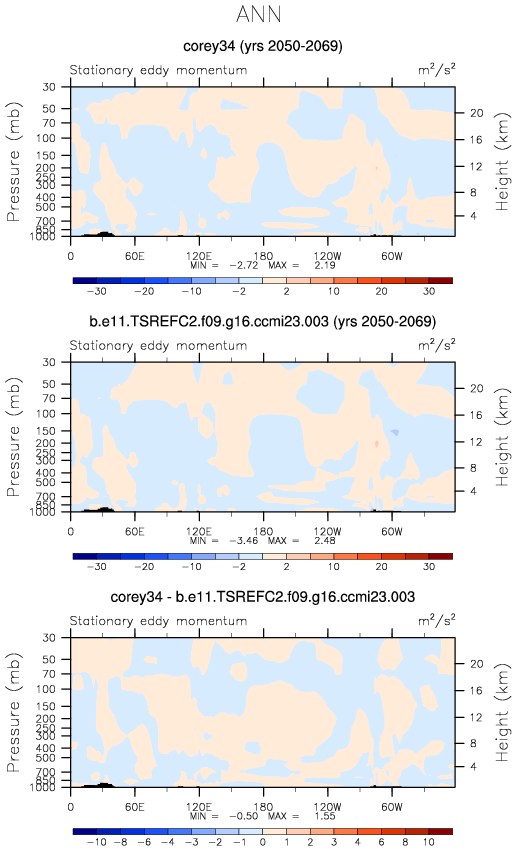 ANN
corey34 (yrs 2050-2069)
Stationary eddy momentum m²/s²
30
50
70
100
150
200
250
300
400
500
700
850
1000
Pressure (mb)
20
16
12
8
4
Height (km)
0 60E 120E 180 120W 60W
MIN = -2.72 MAX = 2.19
-30 -20 -10 -2 2 10 20 30
b.e11.TSREFC2.f09.g16.ccmi23.003 (yrs 2050-2069)
Stationary eddy momentum m²/s²
30
50
70
100
150
200
250
300
400
500
700
850
1000
Pressure (mb)
20
16
12
8
4
Height (km)
0 60E 120E 180 120W 60W
MIN = -3.46 MAX = 2.48
-30 -20 -10 -2 2 10 20 30
corey34 - b.e11.TSREFC2.f09.g16.ccmi23.003
Stationary eddy momentum m²/s²
30
50
70
100
150
200
250
300
400
500
700
850
1000
Pressure (mb)
20
16
12
8
4
Height (km)
0 60E 120E 180 120W 60W
MIN = -0.50 MAX = 1.55
-10 -8 -6 -4 -3 -2 -1 0 1 2 3 4 6 8 10